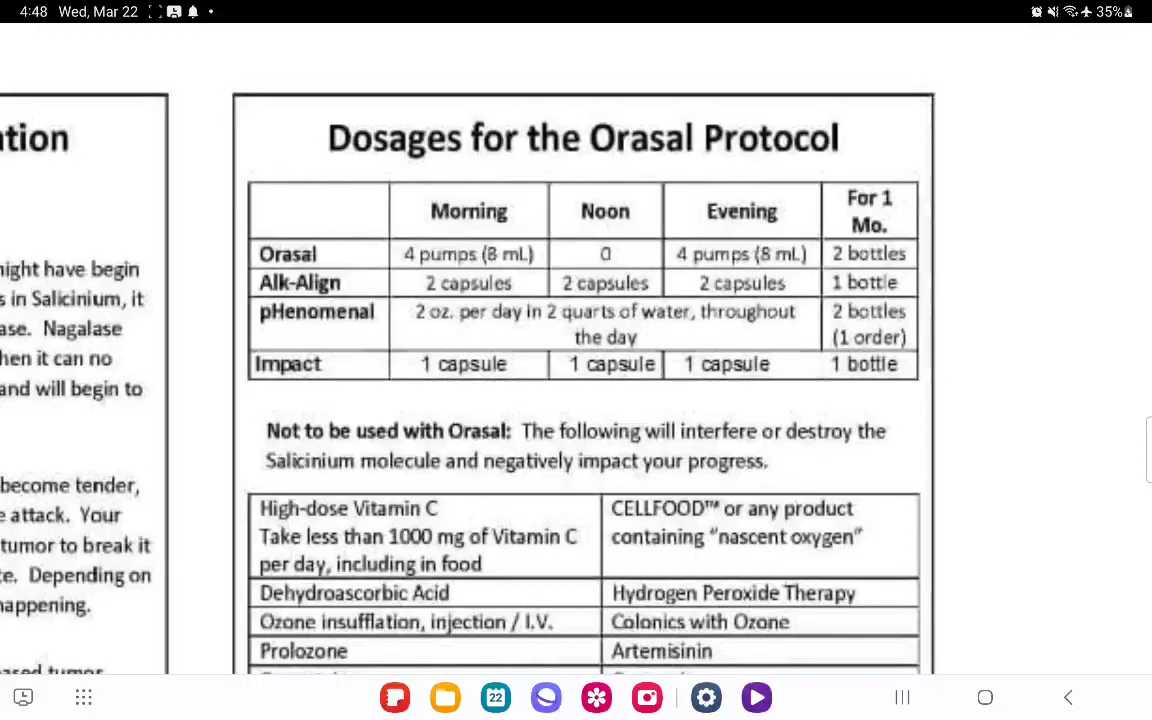 4:48 Wed, Mar 22
35%
ation
night have begin
s in Salicinium, it
ase. Nagalase
hen it can no
and will begin to
become tender,
e attack. Your
tumor to break it
te. Depending on
happening.
Dosages for the Orasal Protocol
Morning Noon Evening For 1 Mo.
Orasal 4 pumps (8 mL) 0 4 pumps (8 mL) 2 bottles
Alk-Align 2 capsules 2 capsules 2 capsules 1 bottle
pHenomenal 2 oz. per day in 2 quarts of water, throughout 2 bottles
the day (1 order)
Impact 1 capsule 1 capsule 1 capsule 1 bottle
Not to be used with Orasal: The following will interfere or destroy the
Salicinium molecule and negatively impact your progress.
High-dose Vitamin C CELLFOOD™ or any product
Take less than 1000 mg of Vitamin C containing "nascent oxygen"
per day, including in food
Dehydroascorbic Acid Hydrogen Peroxide Therapy
Ozone insufflation, injection / I.V. Colonics with Ozone
Prolozone Artemisinin
22